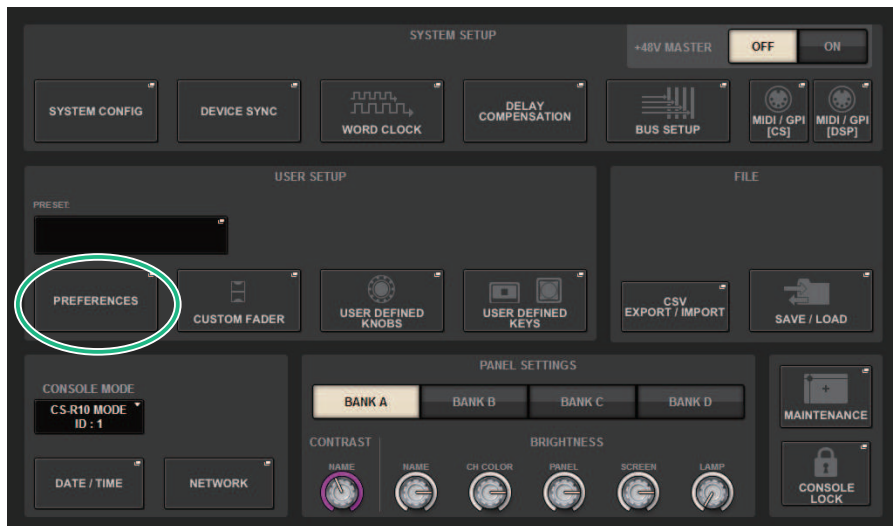 SYSTEM SETUP
+48V MASTER
OFF
ON
SYSTEM CONFIG
DEVICE SYNC
WORD CLOCK
DELAY
COMPENSATION
BUS SETUP
MIDI / GPI
[CS]
MIDI / GPI
[DSP]
USER SETUP
PRESET:
PREFERENCES
CUSTOM FADER
USER DEFINED
KNOBS
USER DEFINED
KEYS
FILE
CSV
EXPORT / IMPORT
SAVE / LOAD
CONSOLE MODE
CS-R10 MODE
ID : 1
DATE / TIME
NETWORK
PANEL SETTINGS
BANK A
BANK B
BANK C
BANK D
CONTRAST
BRIGHTNESS
NAME
NAME
CH COLOR
PANEL
SCREEN
LAMP
MAINTENANCE
CONSOLE
LOCK